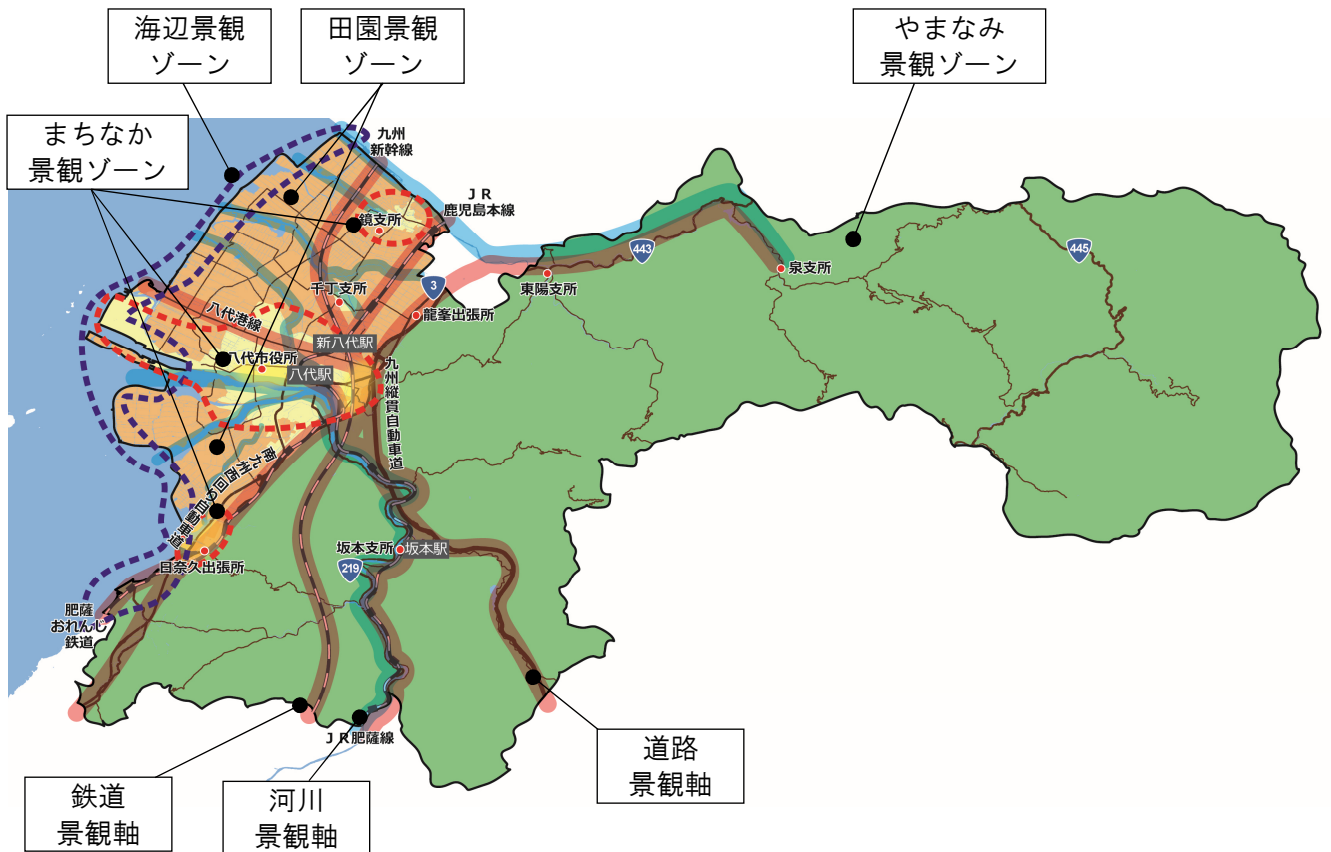 海辺景観
ゾーン
田園景観
ゾーン
やまなみ
景観ゾーン
まちなか
景観ゾーン
九州
新幹線
JR
鹿児島本線
鏡支所
443
445
泉支所
東陽支所
3
千丁支所
龍峯出張所
八代港線
新八代駅
八代市役所
八代駅
九州縦貫自動車道
南九州西回り自動車道
坂本支所
坂本駅
219
日奈久出張所
肥薩
おれんじ
鉄道
JR肥薩線
道路
景観軸
鉄道
景観軸
河川
景観軸